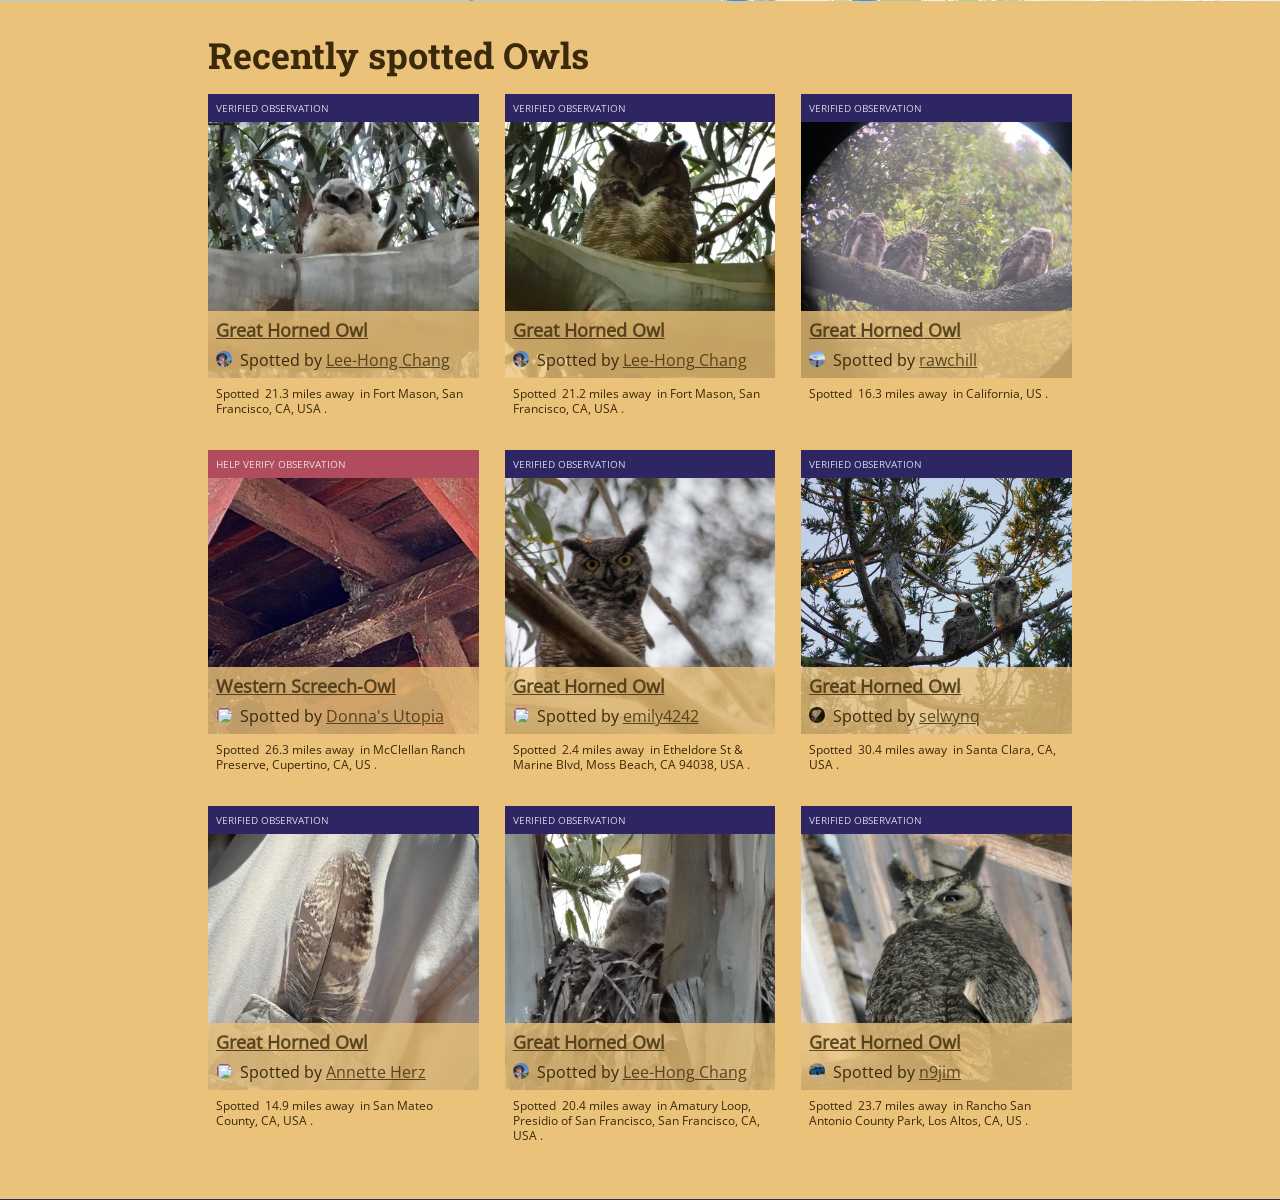 Recently spotted Owls
VERIFIED OBSERVATION
Great Horned Owl
Spotted by Lee-Hong Chang
Spotted 21.3 miles away in Fort Mason, San
Francisco, CA, USA .
VERIFIED OBSERVATION
Great Horned Owl
Spotted by Lee-Hong Chang
Spotted 21.2 miles away in Fort Mason, San
Francisco, CA, USA .
VERIFIED OBSERVATION
Great Horned Owl
Spotted by rawchill
Spotted 16.3 miles away in California, US .
HELP VERIFY OBSERVATION
Western Screech-Owl
Spotted by Donna's Utopia
Spotted 26.3 miles away in McClellan Ranch
Preserve, Cupertino, CA, US .
VERIFIED OBSERVATION
Great Horned Owl
Spotted by emily4242
Spotted 2.4 miles away in Etheldore St &
Marine Blvd, Moss Beach, CA 94038, USA .
VERIFIED OBSERVATION
Great Horned Owl
Spotted by selwynq
Spotted 30.4 miles away in Santa Clara, CA,
USA .
VERIFIED OBSERVATION
Great Horned Owl
Spotted by Annette Herz
Spotted 14.9 miles away in San Mateo
County, CA, USA .
VERIFIED OBSERVATION
Great Horned Owl
Spotted by Lee-Hong Chang
Spotted 20.4 miles away in Amatury Loop,
Presidio of San Francisco, San Francisco, CA,
USA .
VERIFIED OBSERVATION
Great Horned Owl
Spotted by n9jim
Spotted 23.7 miles away in Rancho San
Antonio County Park, Los Altos, CA, US .